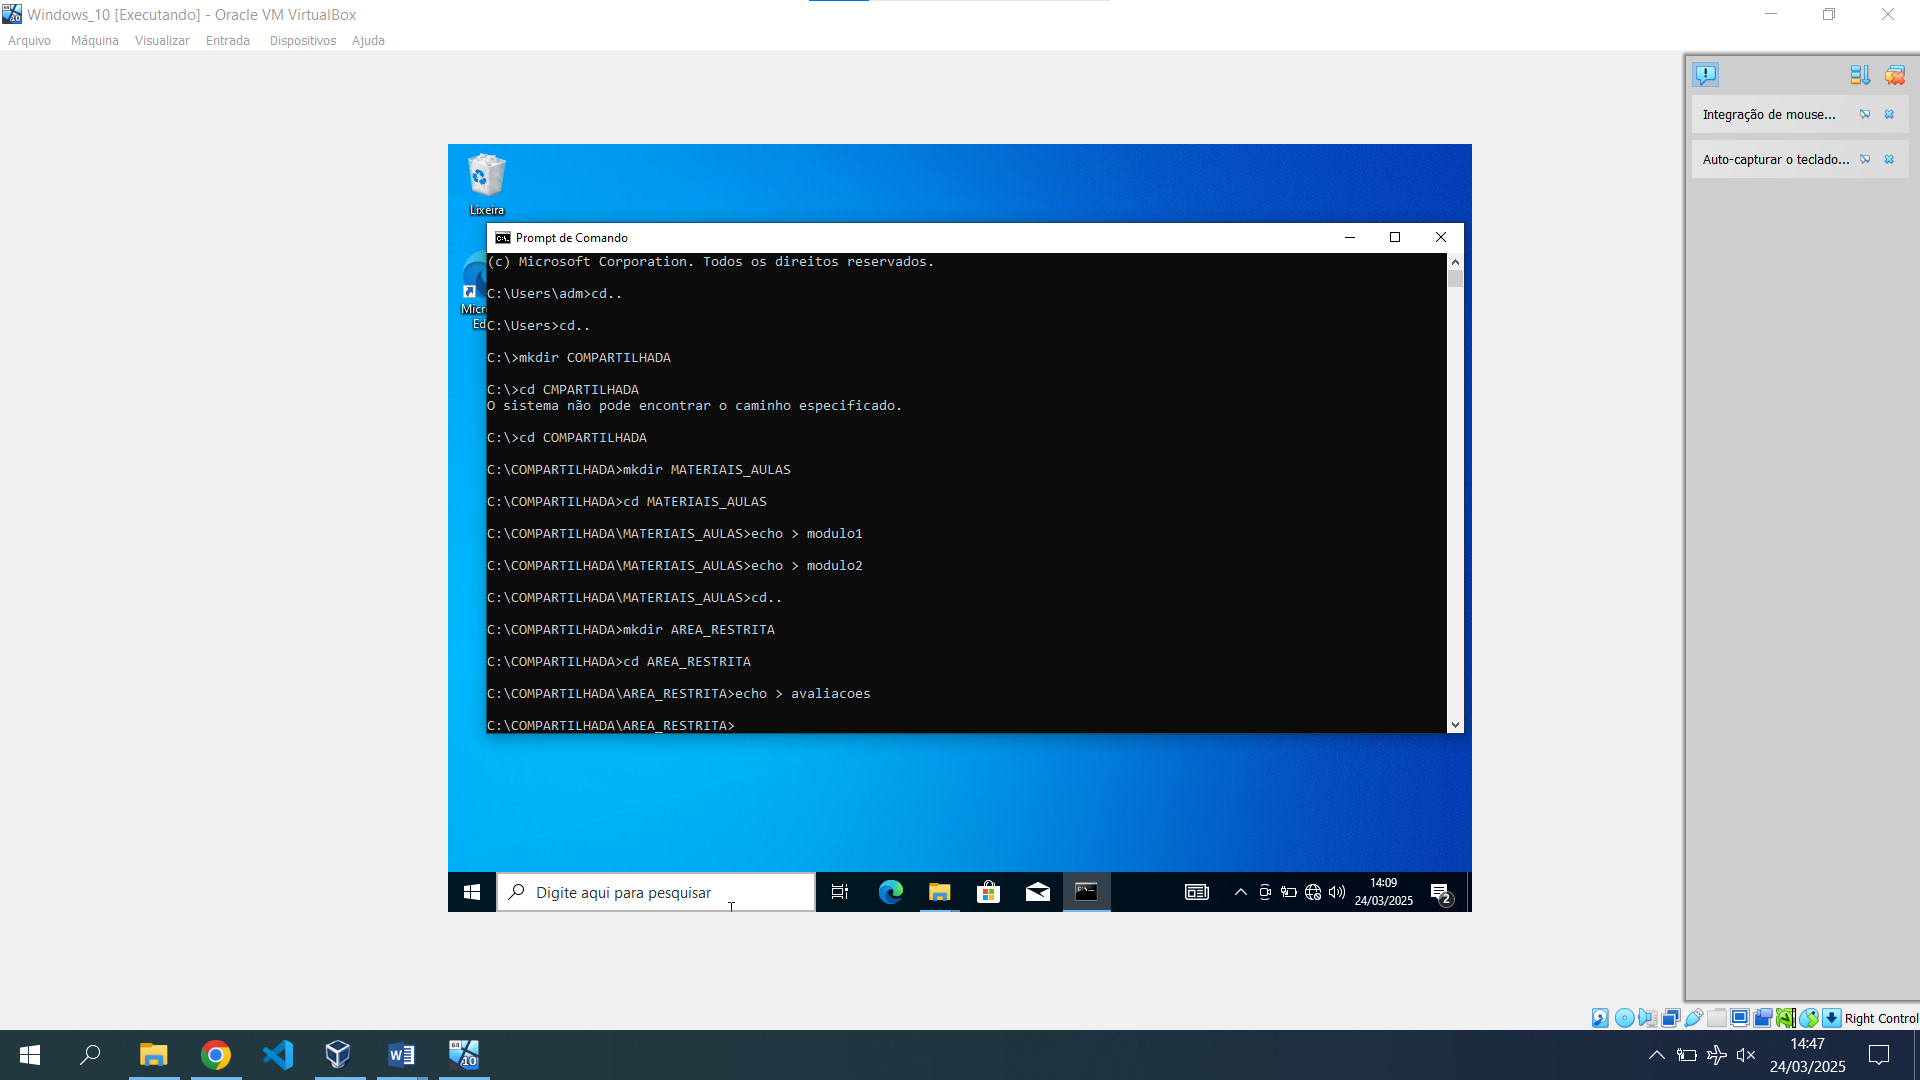 Windows_10 [Executando] - Oracle VM VirtualBox
Arquivo Máquina Visualizar Entrada Dispositivos Ajuda
Integração de mouse...
Auto-capturar o teclado...
Lixeira
Prompt de Comando
(c) Microsoft Corporation. Todos os direitos reservados.
C:\Users\adm>cd..
Micr
Ed
C:\Users>cd..
C:\>mkdir COMPARTILHADA
C:\>cd CMPARTILHADA
O sistema não pode encontrar o caminho especificado.
C:\>cd COMPARTILHADA
C:\COMPARTILHADA>mkdir MATERIAIS_AULAS
C:\COMPARTILHADA>cd MATERIAIS_AULAS
C:\COMPARTILHADA\MATERIAIS_AULAS>echo > modulo1
C:\COMPARTILHADA\MATERIAIS_AULAS>echo > modulo2
C:\COMPARTILHADA\MATERIAIS_AULAS>cd..
C:\COMPARTILHADA>mkdir AREA_RESTRITA
C:\COMPARTILHADA>cd AREA_RESTRITA
C:\COMPARTILHADA\AREA_RESTRITA>echo > avaliacoes
C:\COMPARTILHADA\AREA_RESTRITA>
Digite aqui para pesquisar
14:09
24/03/2025
2
Right Control
14:47
24/03/2025